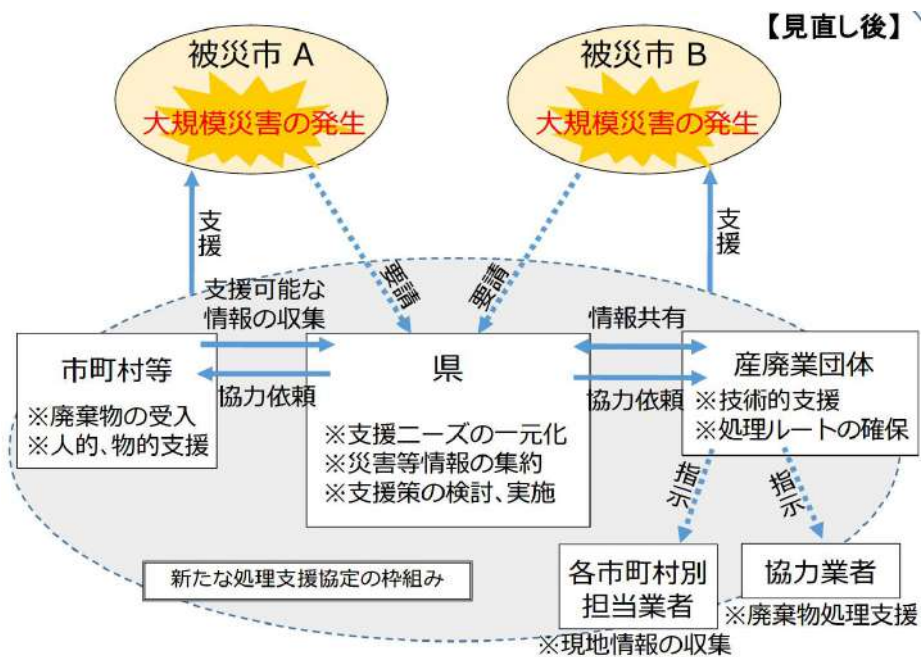 【見直し後】
被災市 A
大規模災害の発生
被災市 B
大規模災害の発生
支援
要請
要請
支援
支援可能な
情報の収集
協力依頼
情報共有
協力依頼
市町村等
※廃棄物の受入
※人的、物的支援
県
※支援ニーズの一元化
※災害等情報の集約
※支援策の検討、実施
産廃業団体
※技術的支援
※処理ルートの確保
指示
指示
新たな処理支援協定の枠組み
各市町村別
担当業者
※現地情報の収集
協力業者
※廃棄物処理支援